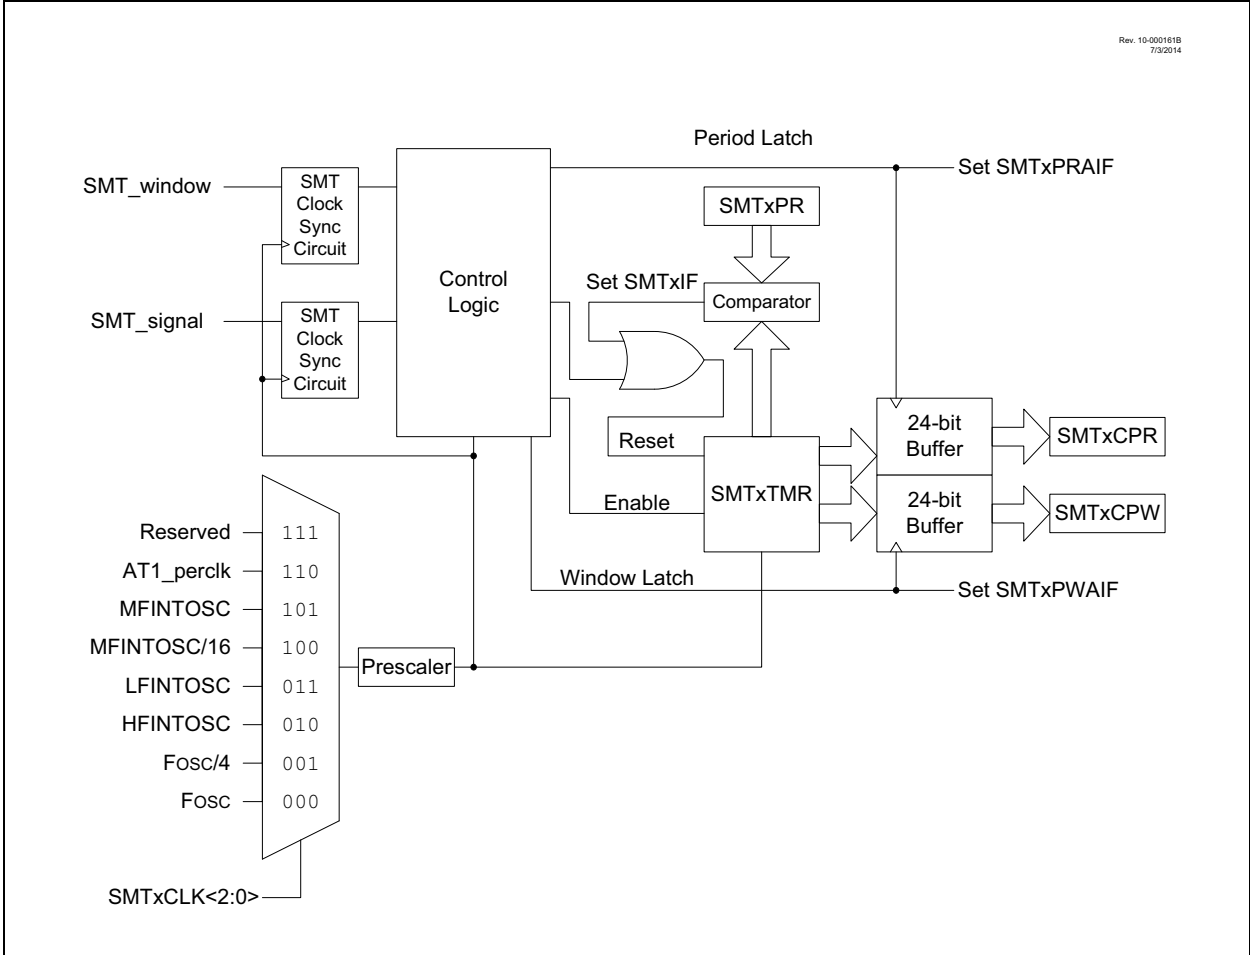 Rev. 10-000161B
7/3/2014
Period Latch
SMT_window
SMT
Clock
Sync
Circuit
Set SMTxPRAIF
SMTxPR
Control
Logic
Set SMTxIF
Comparator
SMT_signal
SMT
Clock
Sync
Circuit
24-bit
Buffer
SMTxCPR
Reset
SMTxTMR
Enable
24-bit
Buffer
SMTxCPW
Window Latch
Set SMTxPWAIF
Reserved 111
AT1_perclk 110
MFINTOSC 101
MFINTOSC/16 100
Prescaler
LFINTOSC 011
HFINTOSC 010
FOSC/4 001
FOSC 000
SMTxCLK<2:0>